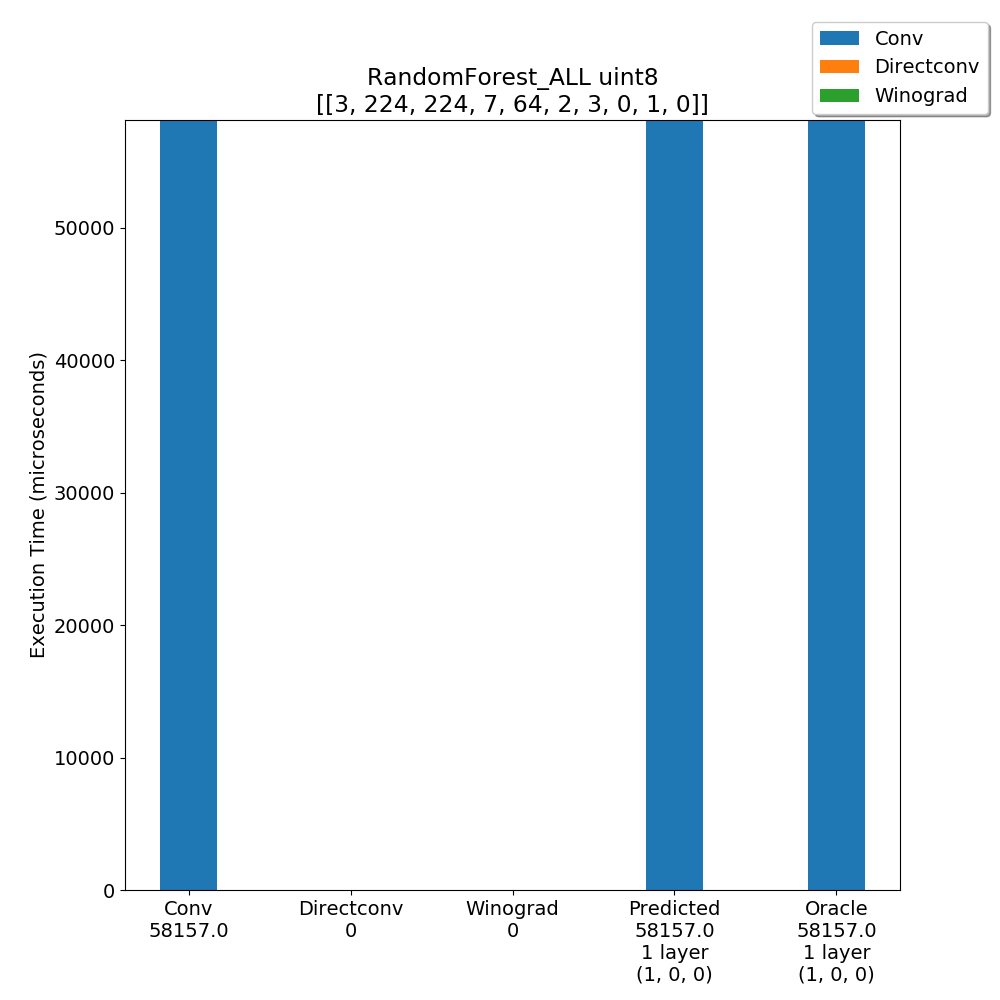 Conv
Directconv
Winograd
RandomForest_ALL uint8
[[3, 224, 224, 7, 64, 2, 3, 0, 1, 0]]
Execution Time (microseconds)
50000
40000
30000
20000
10000
0
Conv
58157.0
Directconv
0
Winograd
0
Predicted
58157.0
1 layer
(1, 0, 0)
Oracle
58157.0
1 layer
(1, 0, 0)